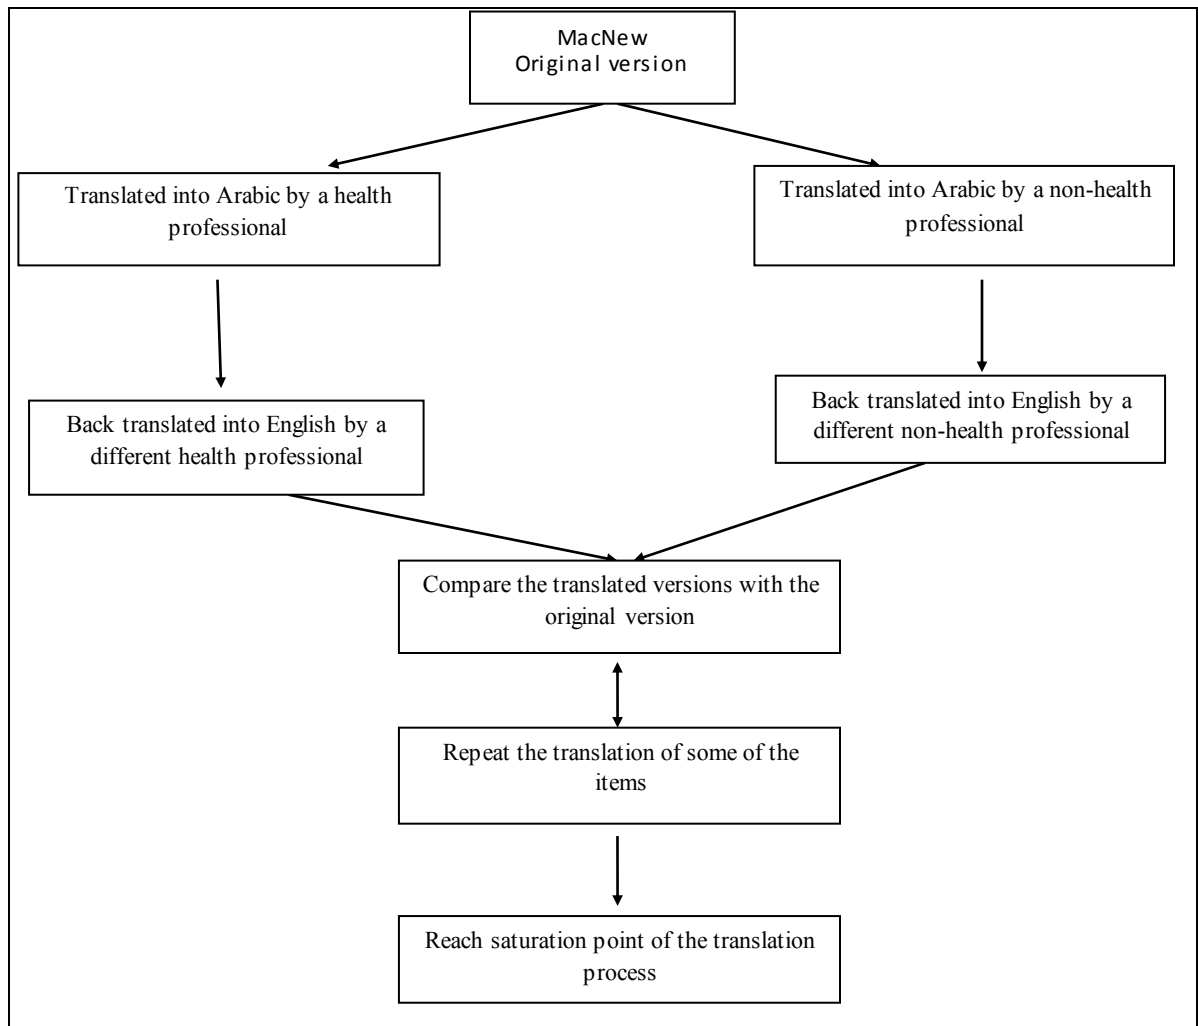 MacNew
Original version
Translated into Arabic by a health
professional
Translated into Arabic by a non-health
professional
Back translated into English by a
different health professional
Back translated into English by a
different non-health professional
Compare the translated versions with the
original version
Repeat the translation of some of the
items
Reach saturation point of the translation
process